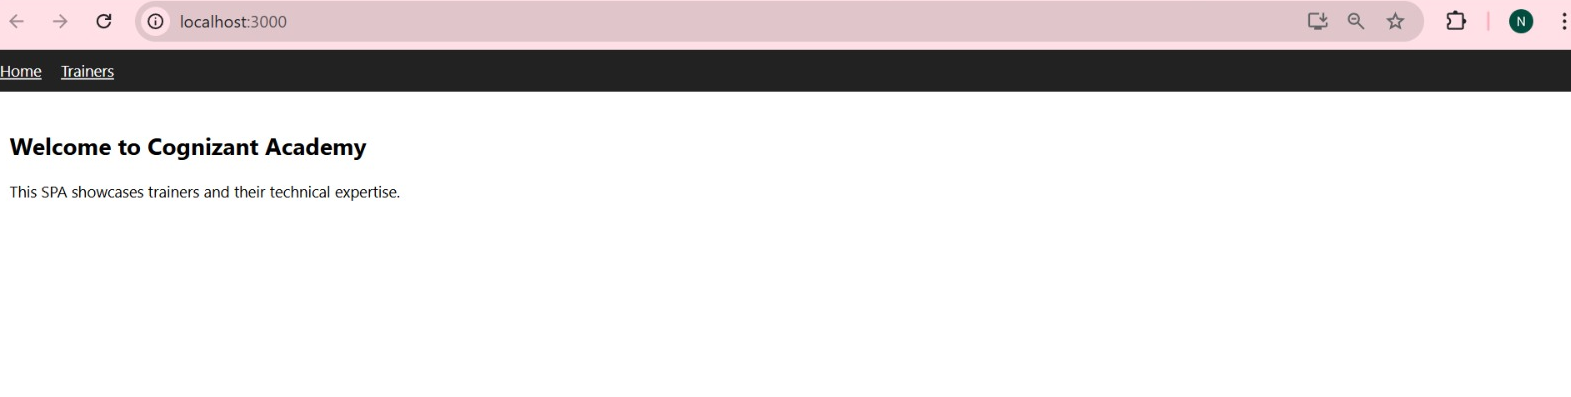 localhost:3000
N
Home Trainers
Welcome to Cognizant Academy
This SPA showcases trainers and their technical expertise.